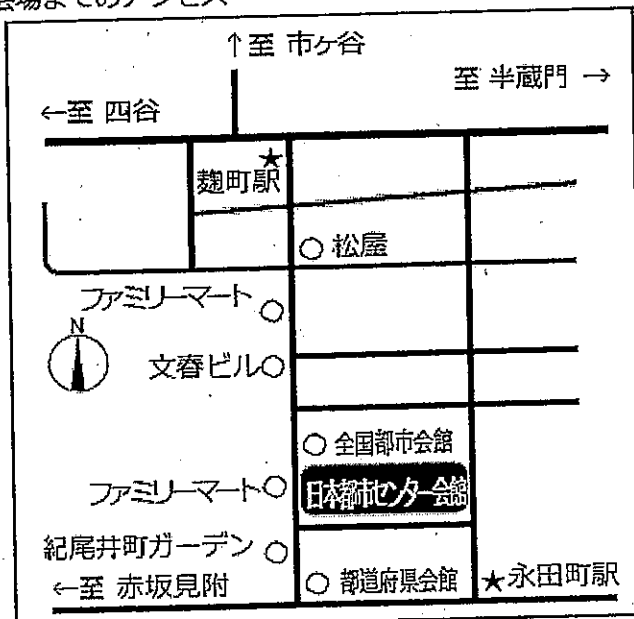 会場までのアクセス
↑至 市ケ谷
至 半蔵門 →
←至 四谷
★
麹町駅
○ 松屋
ファミリーマート ○
N
文春ビル○
○ 全国都市会館
ファミリーマート○
日本都市センター会館
紀尾井町ガーデン ○
←至 赤坂見附
○ 都道府県会館
★永田町駅